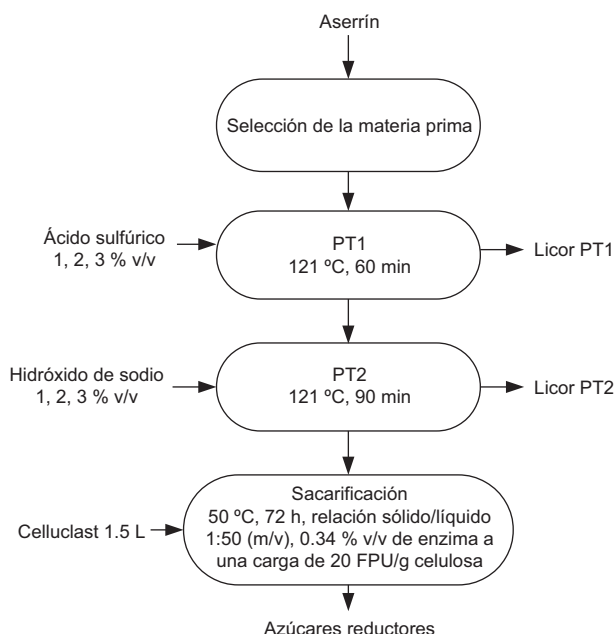 Aserrín
Selección de la materia prima
Ácido sulfúrico
1, 2, 3 % v/v
PT1
121 ºC, 60 min
Licor PT1
Hidróxido de sodio
1, 2, 3 % v/v
PT2
121 ºC, 90 min
Licor PT2
Celluclast 1.5 L
Sacarificación
50 ºC, 72 h, relación sólido/líquido
1:50 (m/v), 0.34 % v/v de enzima a
una carga de 20 FPU/g celulosa
Azúcares reductores